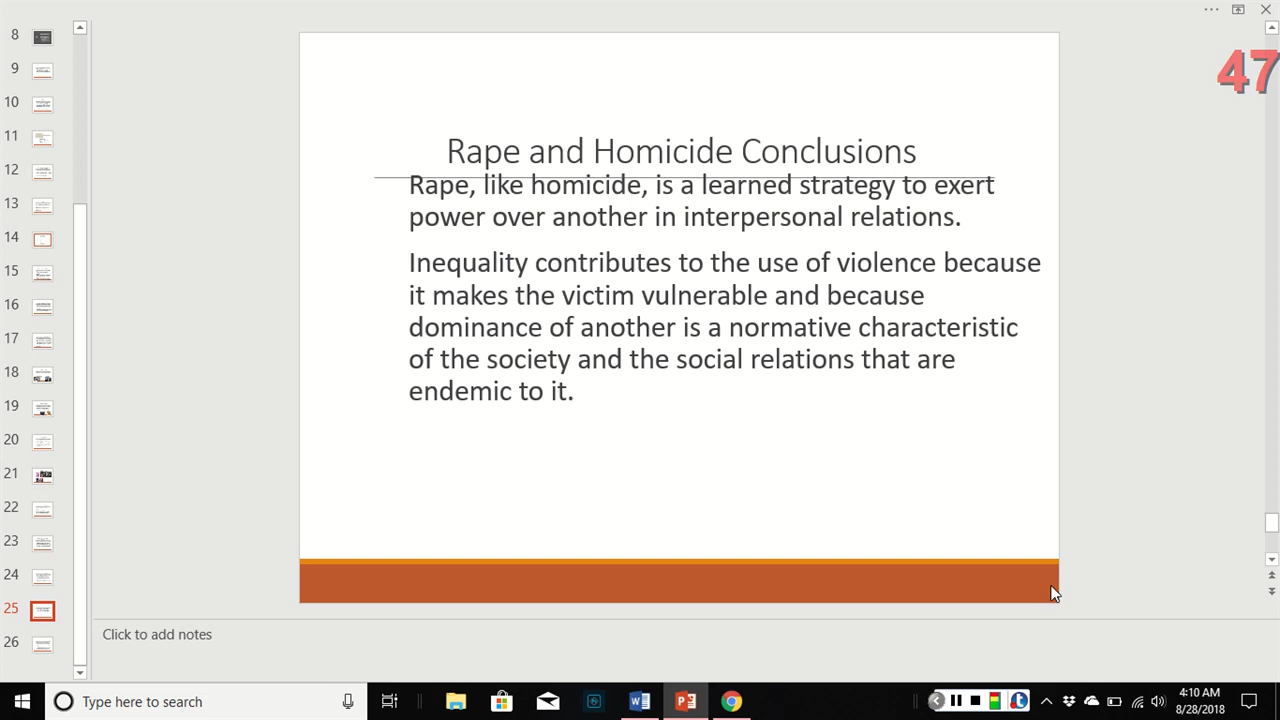 47
8
9
10
11
12
13
14
15
16
17
18
19
20
21
22
23
24
25
26
Rape and Homicide Conclusions
Rape, like homicide, is a learned strategy to exert
power over another in interpersonal relations.
Inequality contributes to the use of violence because
it makes the victim vulnerable and because
dominance of another is a normative characteristic
of the society and the social relations that are
endemic to it.
Click to add notes
Type here to search
4:10 AM
8/28/2018